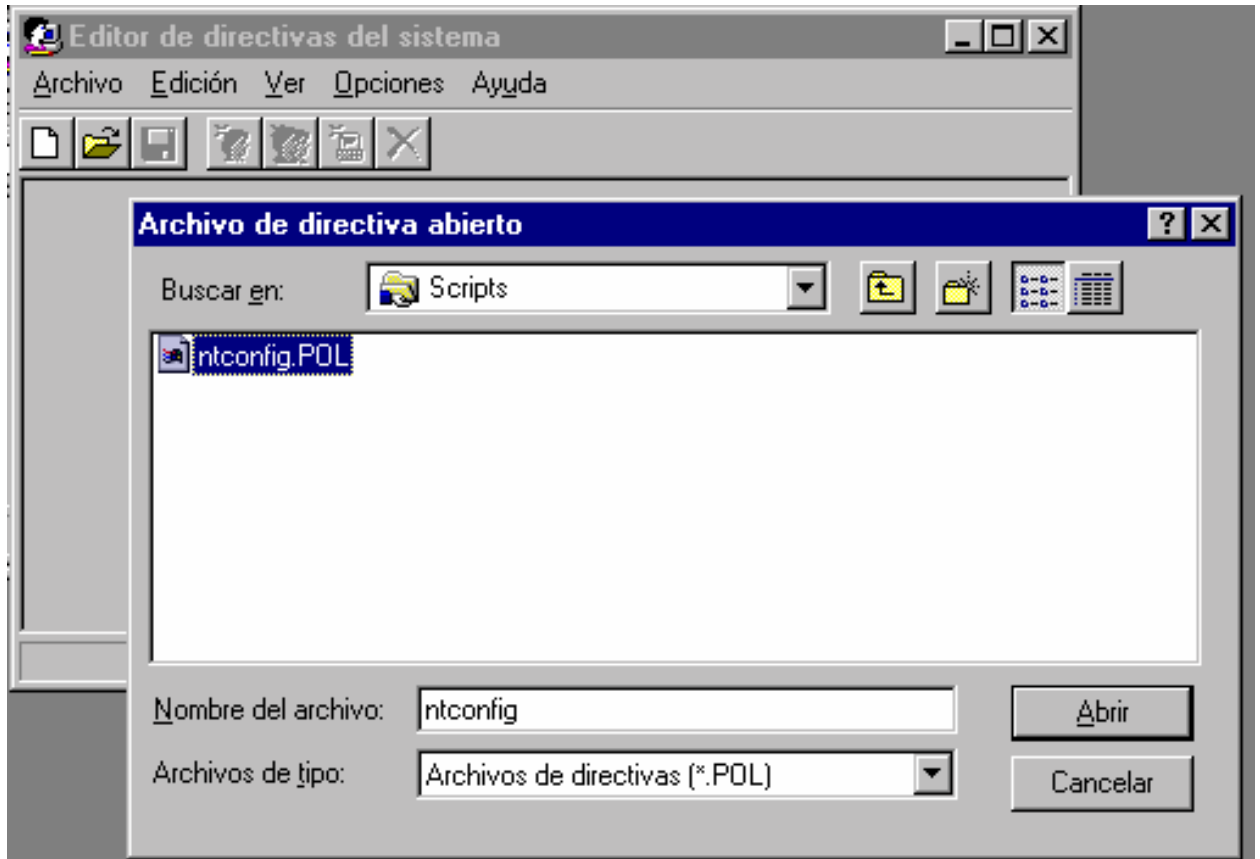 Editor de directivas del sistema
Archivo Edición Ver Opciones Ayuda
Archivo de directiva abierto
Buscar en: Scripts
ntconfig.POL
Nombre del archivo: ntconfig Abrir
Archivos de tipo: Archivos de directivas (*.POL) Cancelar